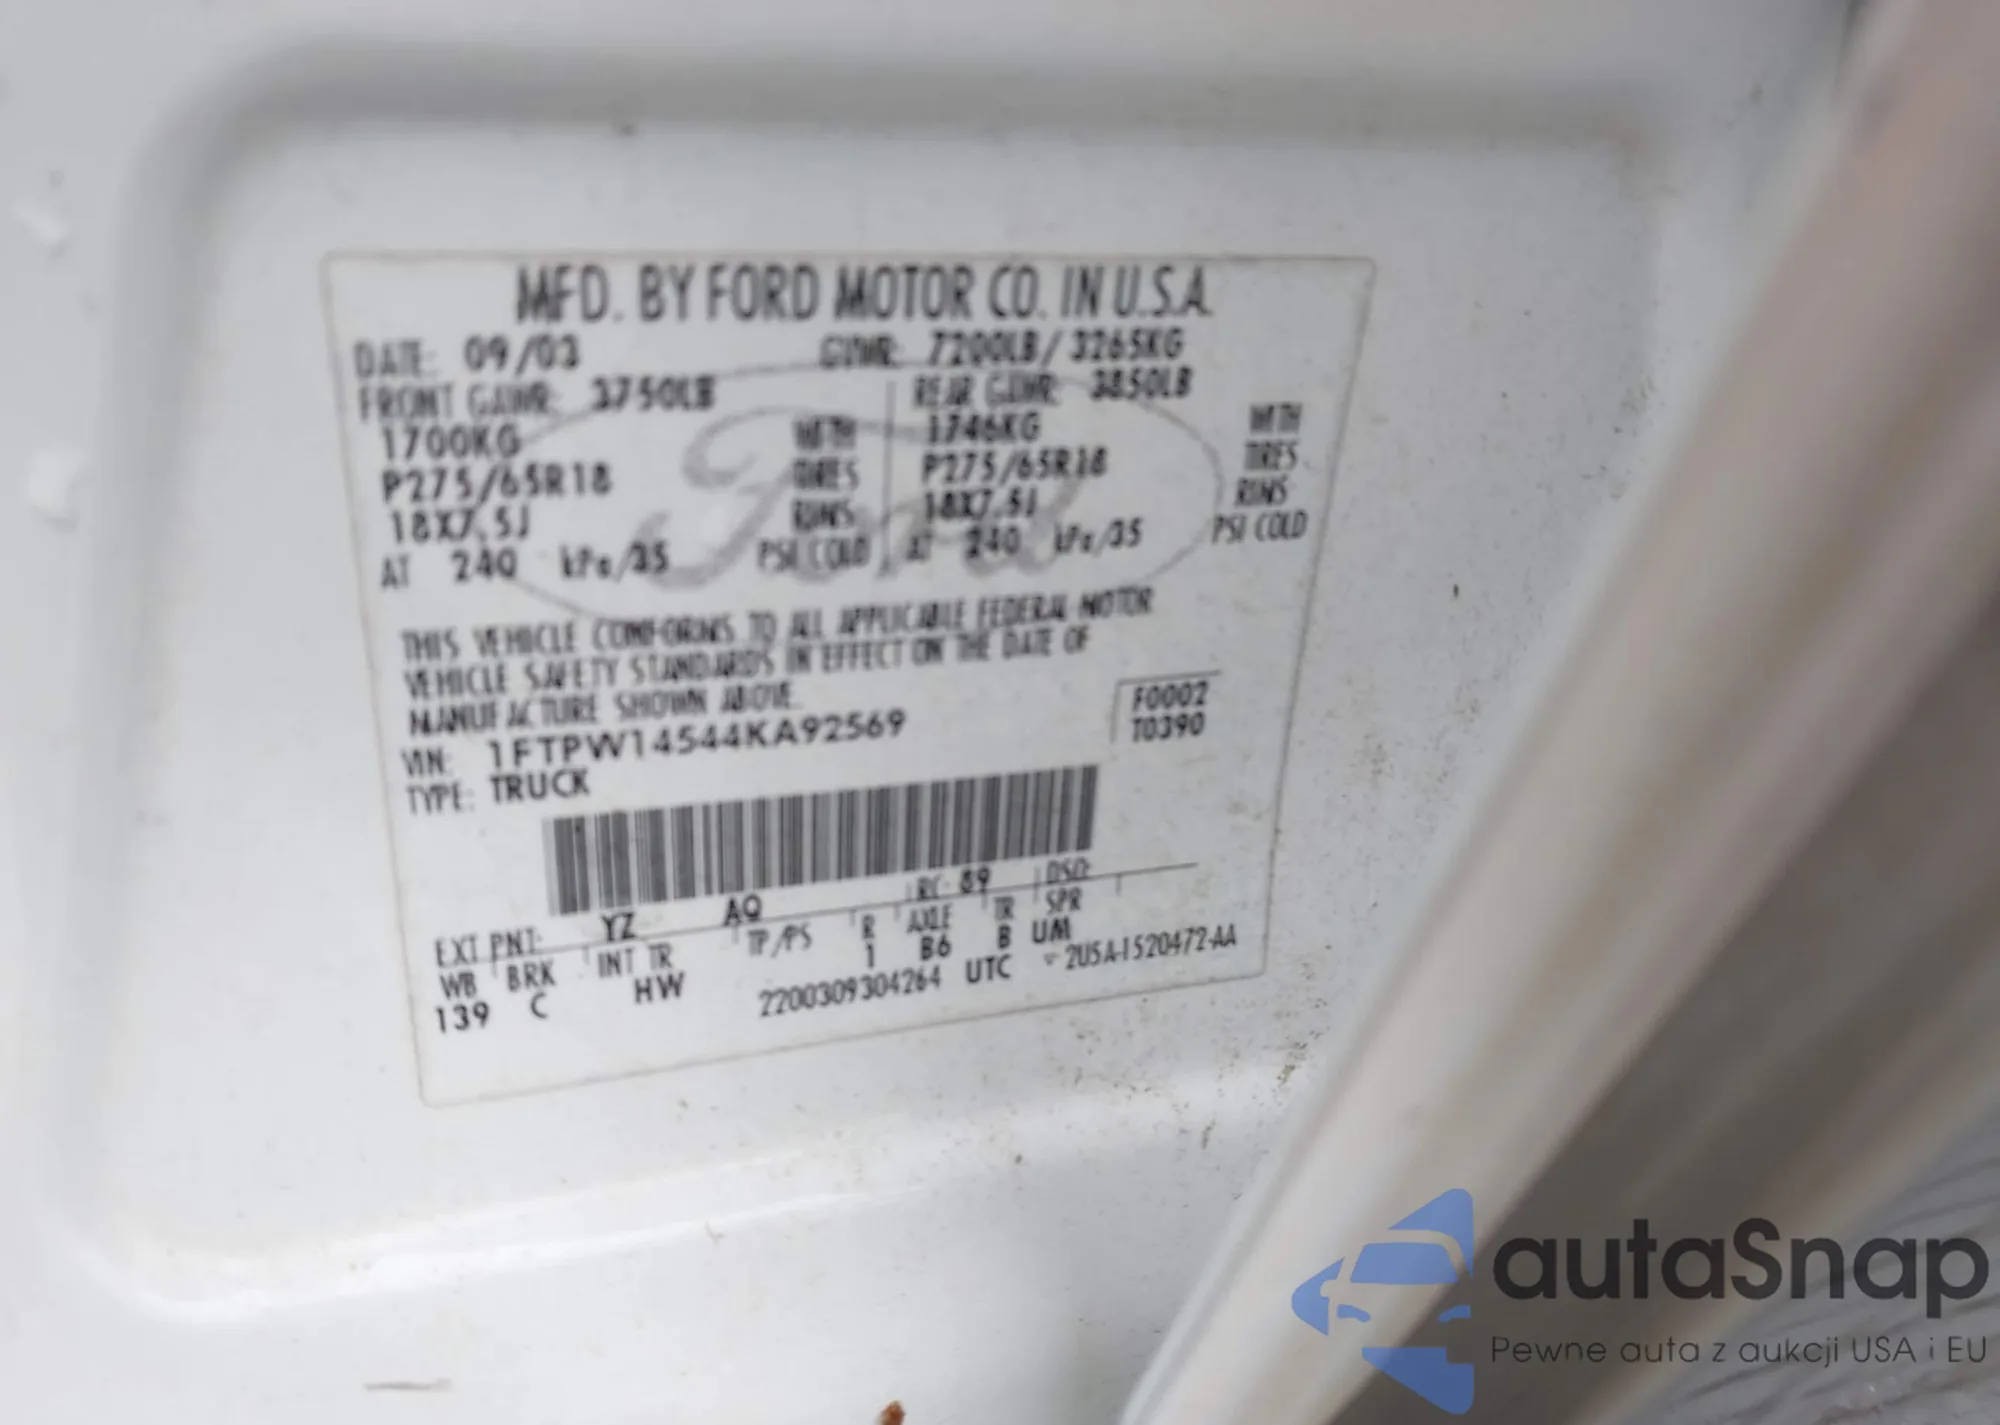 MFD. BY FORD MOTOR CO. IN U.S.A.
DATE: 09/03 GVWR: 7200LB / 3265KG
FRONT GAWR: 3750LB REAR GAWR: 3850LB
1700KG WITH 1746KG WITH
P275/65R18 TIRES P275/65R18 TIRES
18X7.5J RIMS 18X7.5J RIMS
AT 240 kPa/35 PSI COLD AT 240 kPa/35 PSI COLD
Ford
THIS VEHICLE CONFORMS TO ALL APPLICABLE FEDERAL MOTOR
VEHICLE SAFETY STANDARDS IN EFFECT ON THE DATE OF
MANUFACTURE SHOWN ABOVE.
VIN: 1FTPW14544KA92569 F0002
TYPE: TRUCK T0390
EXT PNT: YZ AQ RC: 59 DSO:
WB BRK INT TR TP/PS R AXLE TR SPR
139 C HW 1 B6 B UM
2200309304264 UTC 2U5A-1520472-AA
autaSnap
Pewne auta z aukcji USA i EU